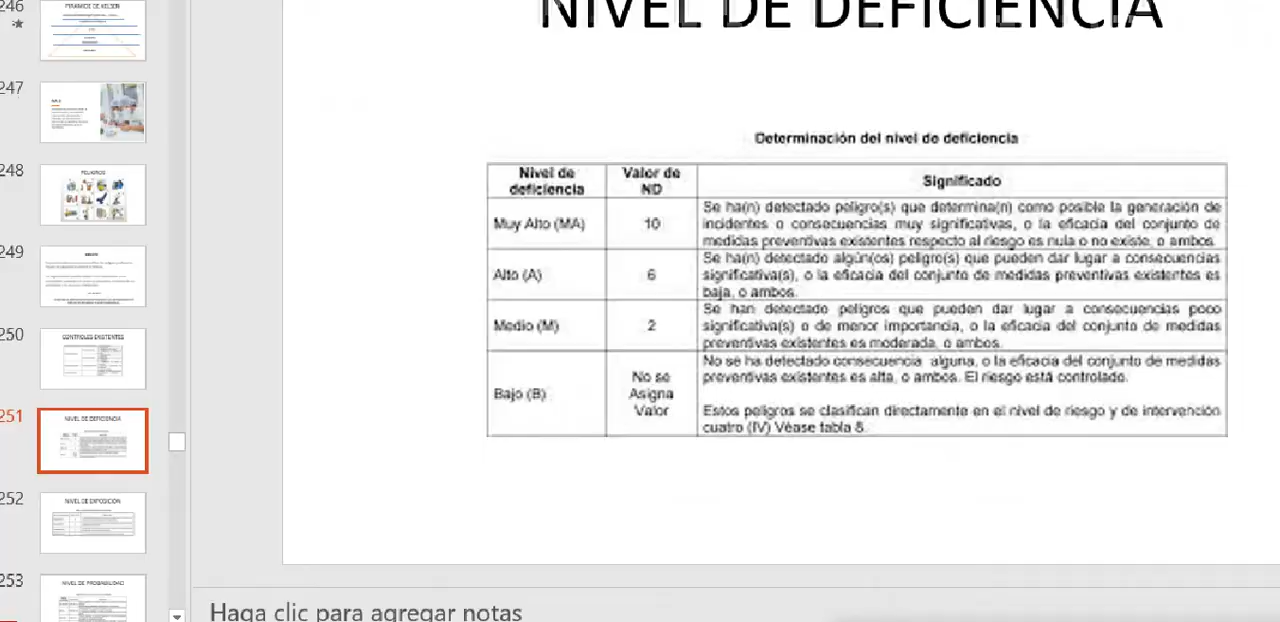 246
PIRAMIDE DE KELSEN
247
248
PELIGROS
249
250
CONTROLES EXISTENTES
251
NIVEL DE DEFICIENCIA
252
NIVEL DE EXPOSICION
253
NIVEL DE PROBABILIDAD
NIVEL DE DEFICIENCIA
Determinación del nivel de deficiencia
Nivel de deficiencia
Valor de ND
Significado
Muy Alto (MA)
10
Se ha(n) detectado peligro(s) que determina(n) como posible la generación de
incidentes o consecuencias muy significativas, o la eficacia del conjunto de
medidas preventivas existentes respecto al riesgo es nula o no existe, o ambos.
Alto (A)
6
Se ha(n) detectado algún(os) peligro(s) que pueden dar lugar a consecuencias
significativa(s), o la eficacia del conjunto de medidas preventivas existentes es
baja, o ambos.
Medio (M)
2
Se han detectado peligros que pueden dar lugar a consecuencias poco
significativa(s) o de menor importancia, o la eficacia del conjunto de medidas
preventivas existentes es moderada, o ambos.
Bajo (B)
No se
Asigna
Valor
No se ha detectado consecuencia alguna, o la eficacia del conjunto de medidas
preventivas existentes es alta, o ambos. El riesgo está controlado.
Estos peligros se clasifican directamente en el nivel de riesgo y de intervención
cuatro (IV) Véase tabla 8.
Haga clic para agregar notas